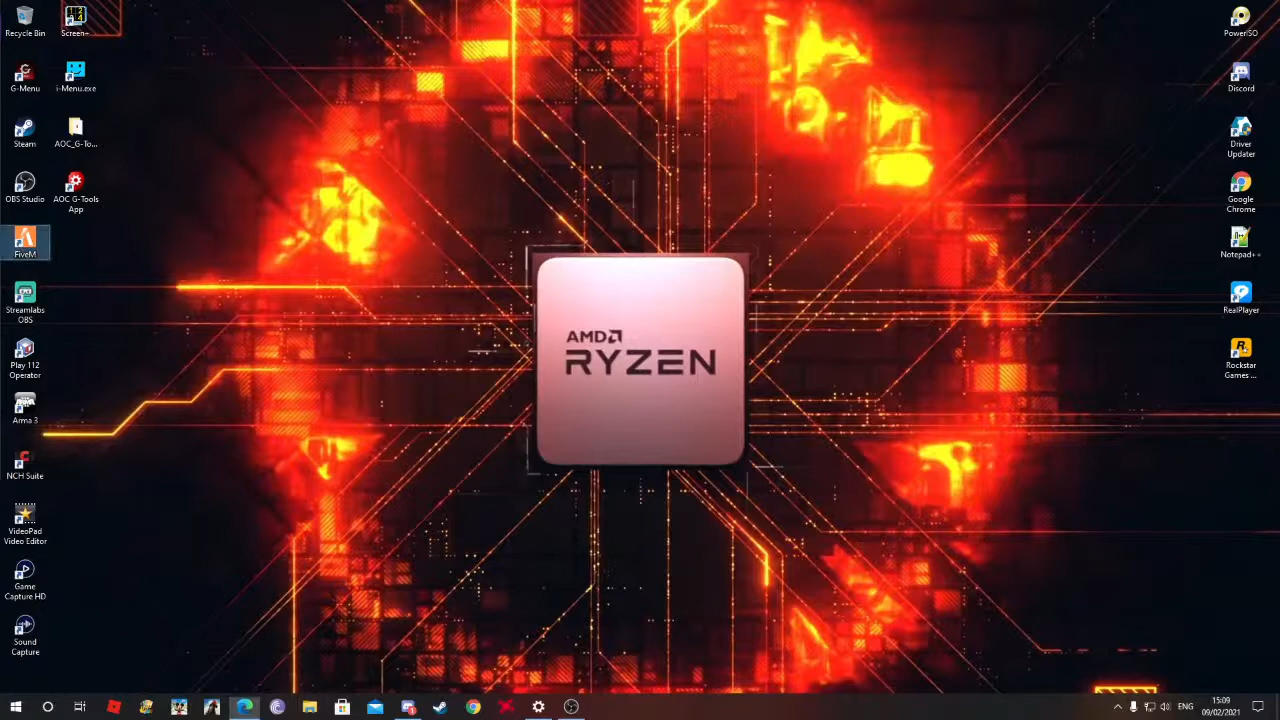 Recycle Bin
Screen+
G-Menu
i-Menu.exe
Steam
AOC_G-To...
OBS Studio
AOC G-Tools
App
FiveM
Streamlabs
OBS
Play 112
Operator
Arma 3
NCH Suite
VideoPad
Video Editor
Game
Capture HD
Sound
Capture
AMD
RYZEN
PowerISO
Discord
Driver
Updater
Google
Chrome
Notepad++
RealPlayer
Rockstar
Games ...
ENG
15:09
09/02/2021